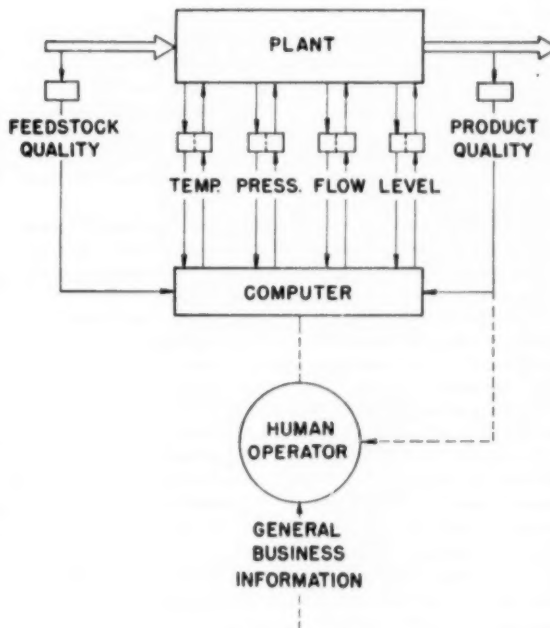 PLANT
FEEDSTOCK
QUALITY
PRODUCT
QUALITY
TEMP. PRESS. FLOW LEVEL
COMPUTER
HUMAN
OPERATOR
GENERAL
BUSINESS
INFORMATION